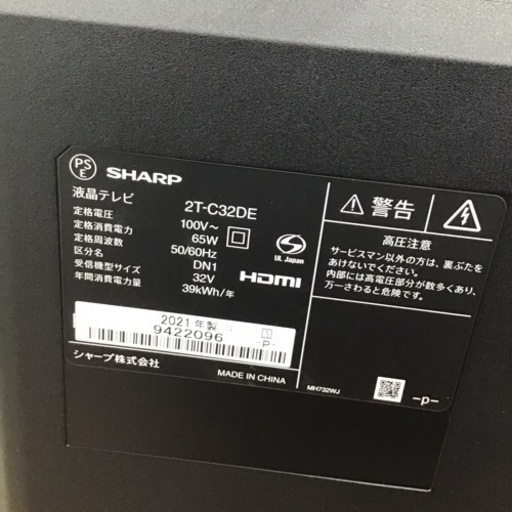 PS
E
SHARP
液晶テレビ 2T-C32DE
定格電圧 100V～
定格消費電力 65W
定格周波数 50/60Hz
区分名 DN1
受信機型サイズ 32V
年間消費電力量 39kWh/年
UL Japan
HDMI
2021年製
9422096
-P-
シャープ株式会社
MADE IN CHINA
警告
高圧注意
サービスマン以外の方は、裏ぶたを
あけないでください。
内部には高電圧部分が数多くあり、
万一さわると危険です。
MH732WJ
-p-